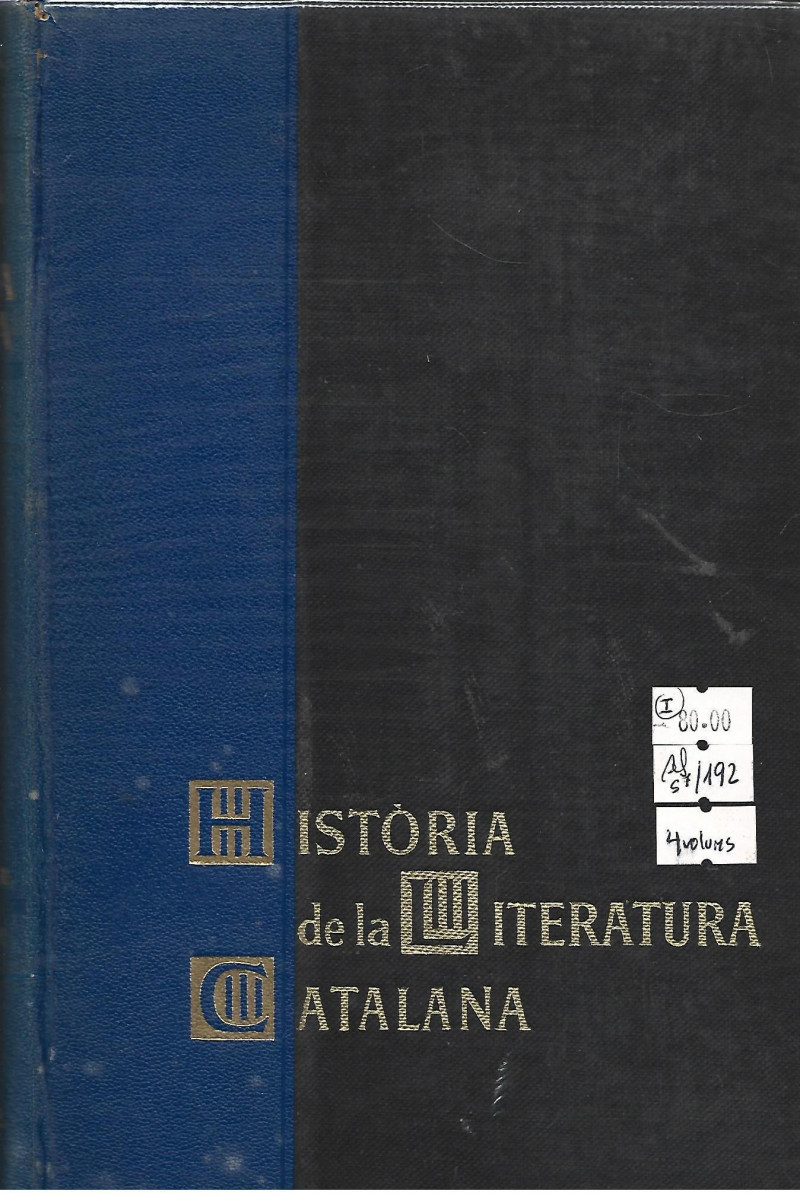 HISTÒRIA
de la LITERATURA
CATALANA
I
80.00
/192
4 volums